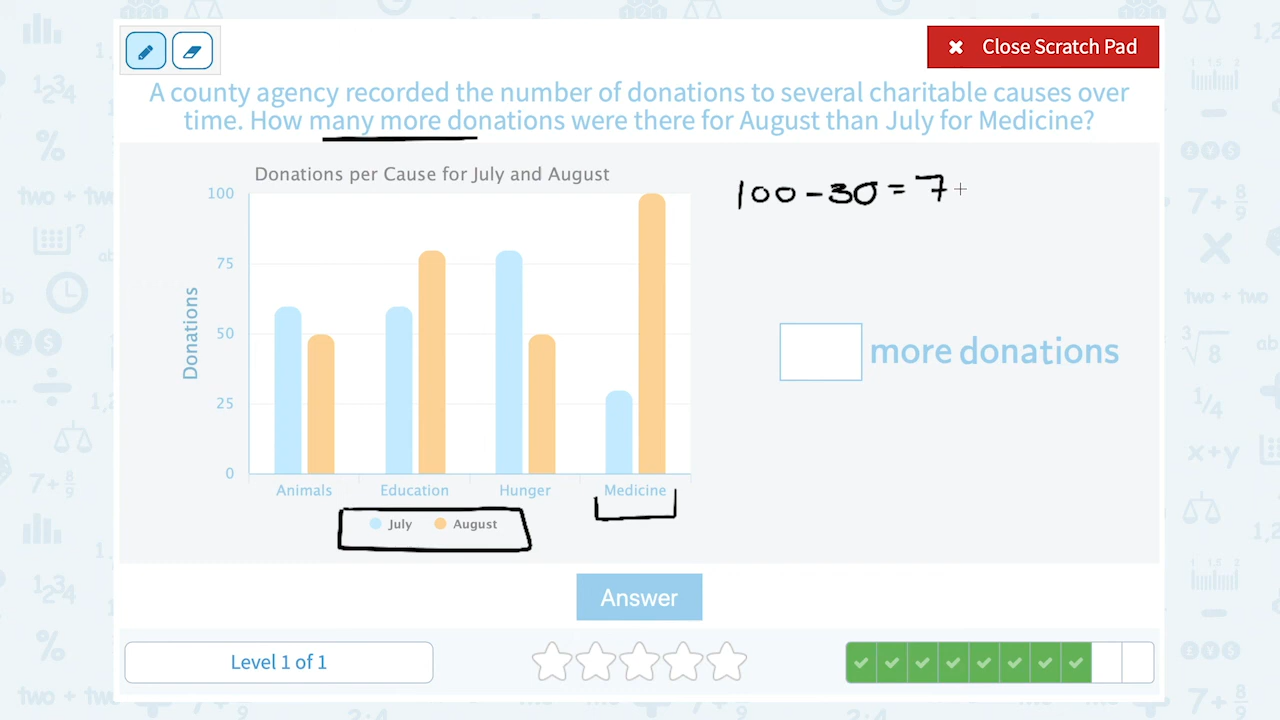 Close Scratch Pad
A county agency recorded the number of donations to several charitable causes over
time. How many more donations were there for August than July for Medicine?
Donations per Cause for July and August
100
75
50
25
0
Donations
Animals Education Hunger Medicine
July August
100 - 30 = 7
more donations
Answer
Level 1 of 1